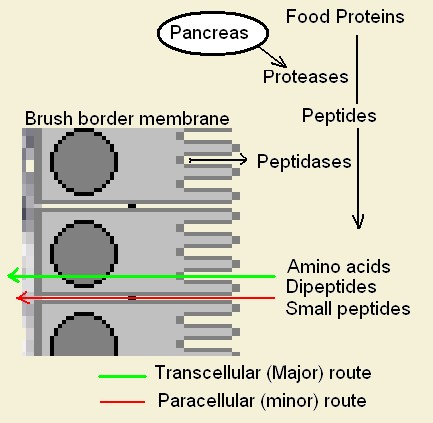 Food Proteins
Pancreas
Proteases
Peptides
Brush border membrane
Peptidases
Amino acids
Dipeptides
Small peptides
Transcellular (Major) route
Paracellular (minor) route